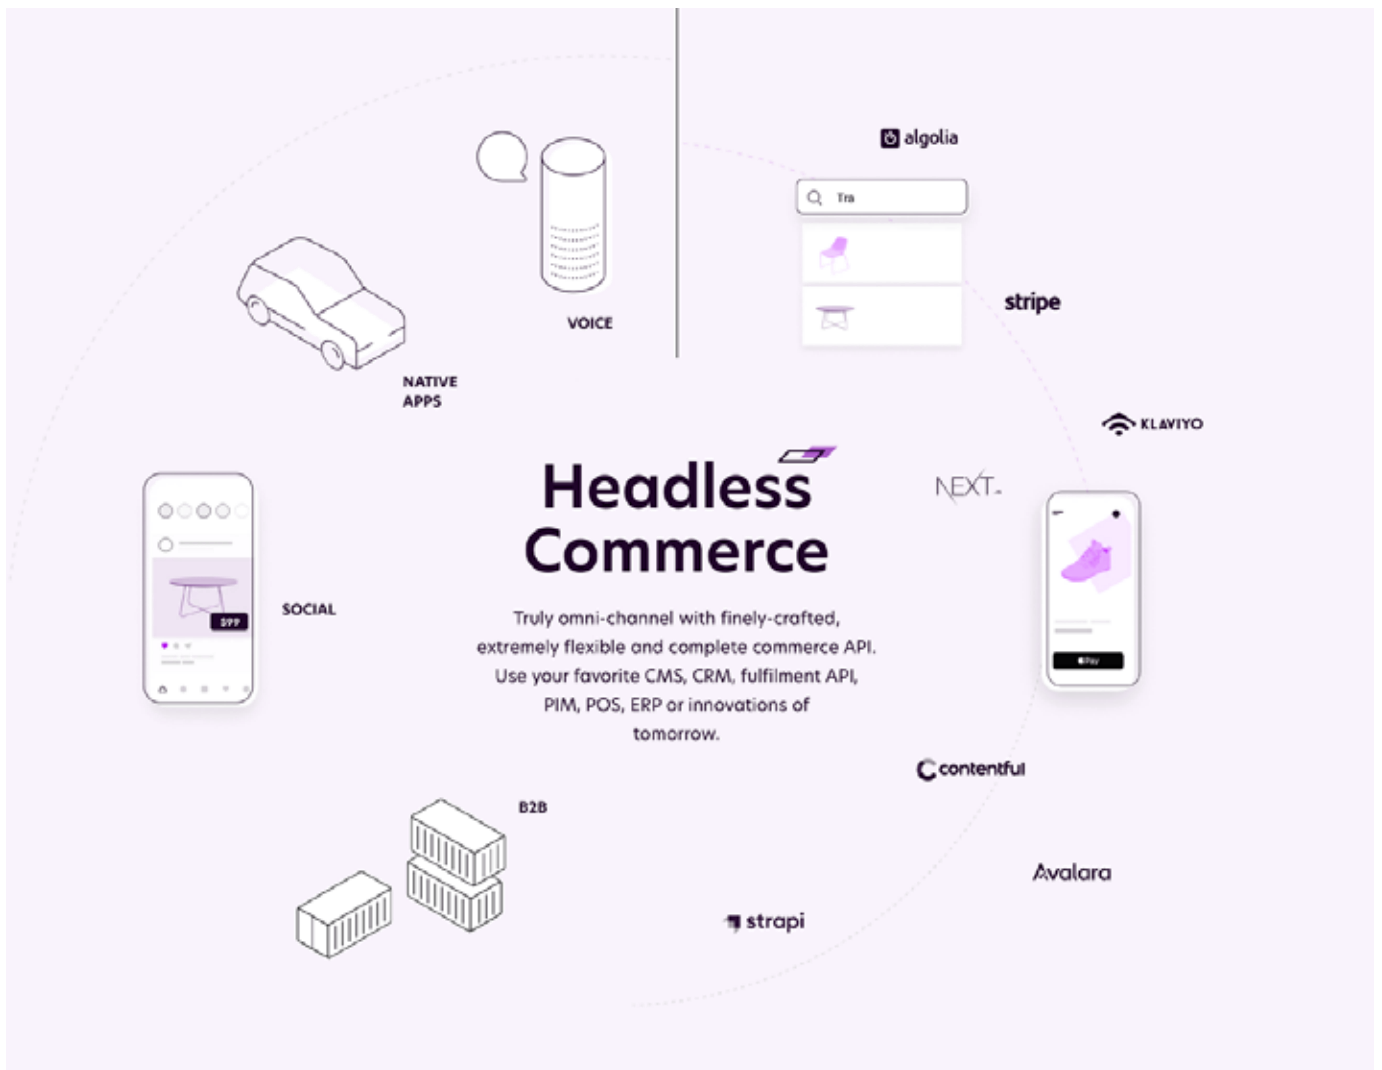 algolia
Tra
stripe
VOICE
NATIVE
APPS
KLAVIYO
NEXT
Headless
Commerce
$99
SOCIAL
Truly omni-channel with finely-crafted,
extremely flexible and complete commerce API.
Use your favorite CMS, CRM, fulfilment API,
PIM, POS, ERP or innovations of
tomorrow.
Pay
contentful
B2B
Avalara
strapi